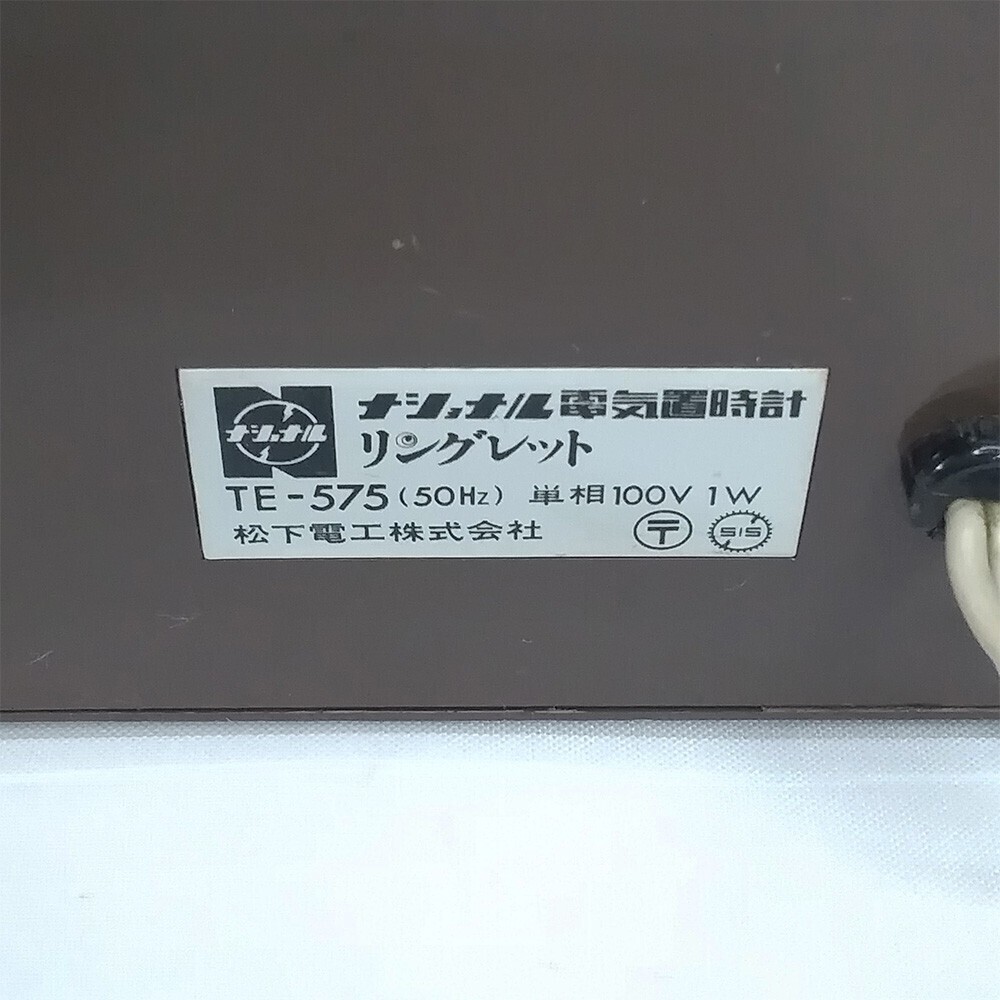 ナショナル
ナショナル電気置時計
リングレット
TE-575(50Hz) 単相100V 1W
松下電工株式会社 〒 SIS